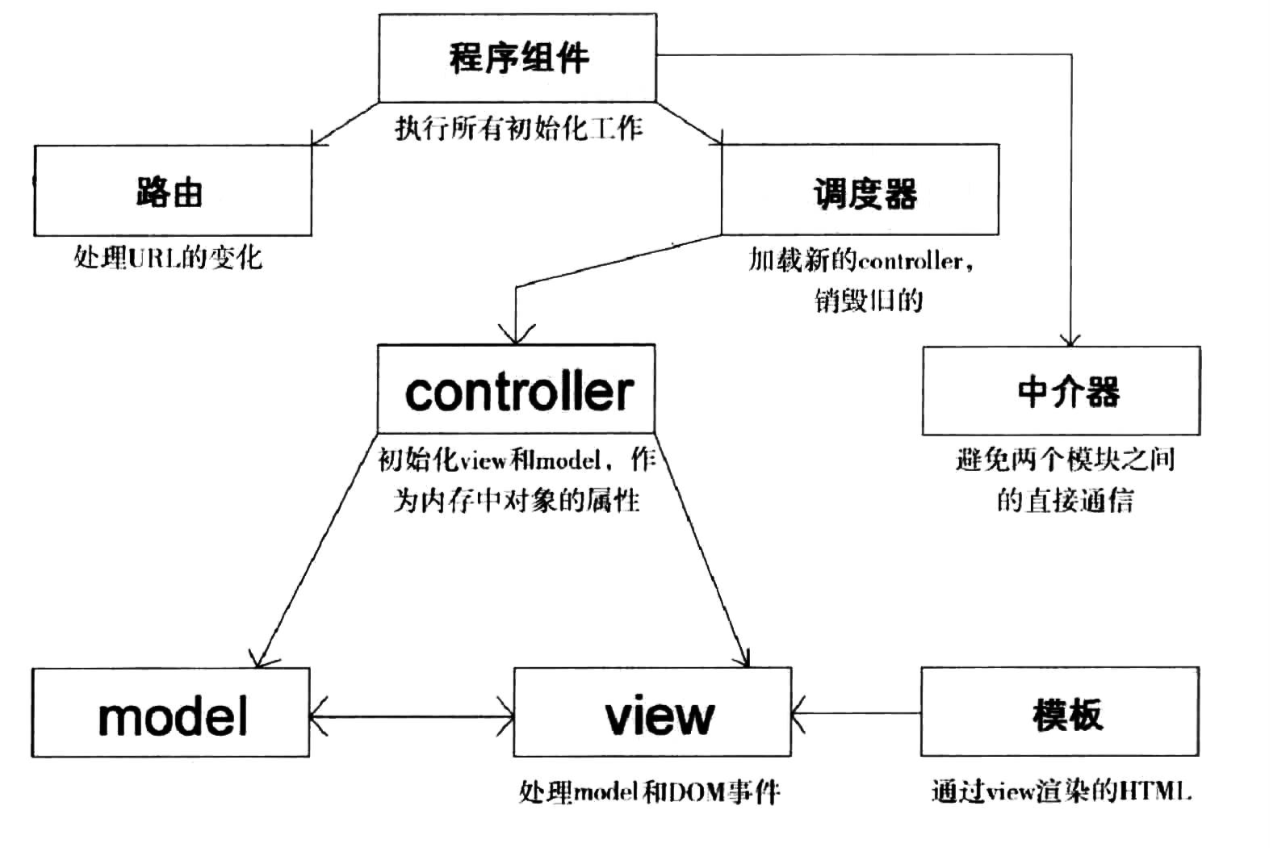 程序组件
执行所有初始化工作
路由
处理URL的变化
调度器
加载新的controller，
销毁旧的
controller
初始化view和model，作
为内存中对象的属性
中介器
避免两个模块之间
的直接通信
model
view
处理model和DOM事件
模板
通过view渲染的HTML